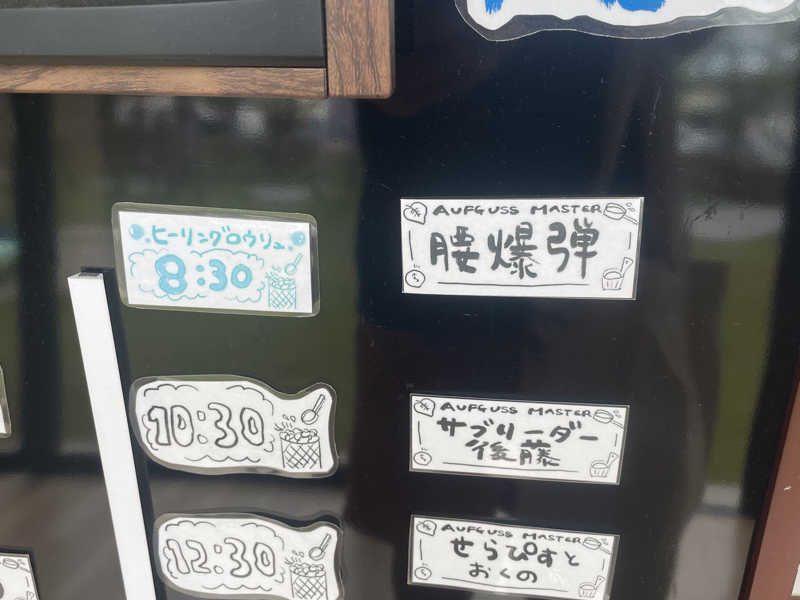 ヒーリングロウリュ
8:30
AUFGUSS MASTER
腰爆弾
10:30
AUFGUSS MASTER
サブリーダー
後藤
12:30
AUFGUSS MASTER
せらぴすと
おくの